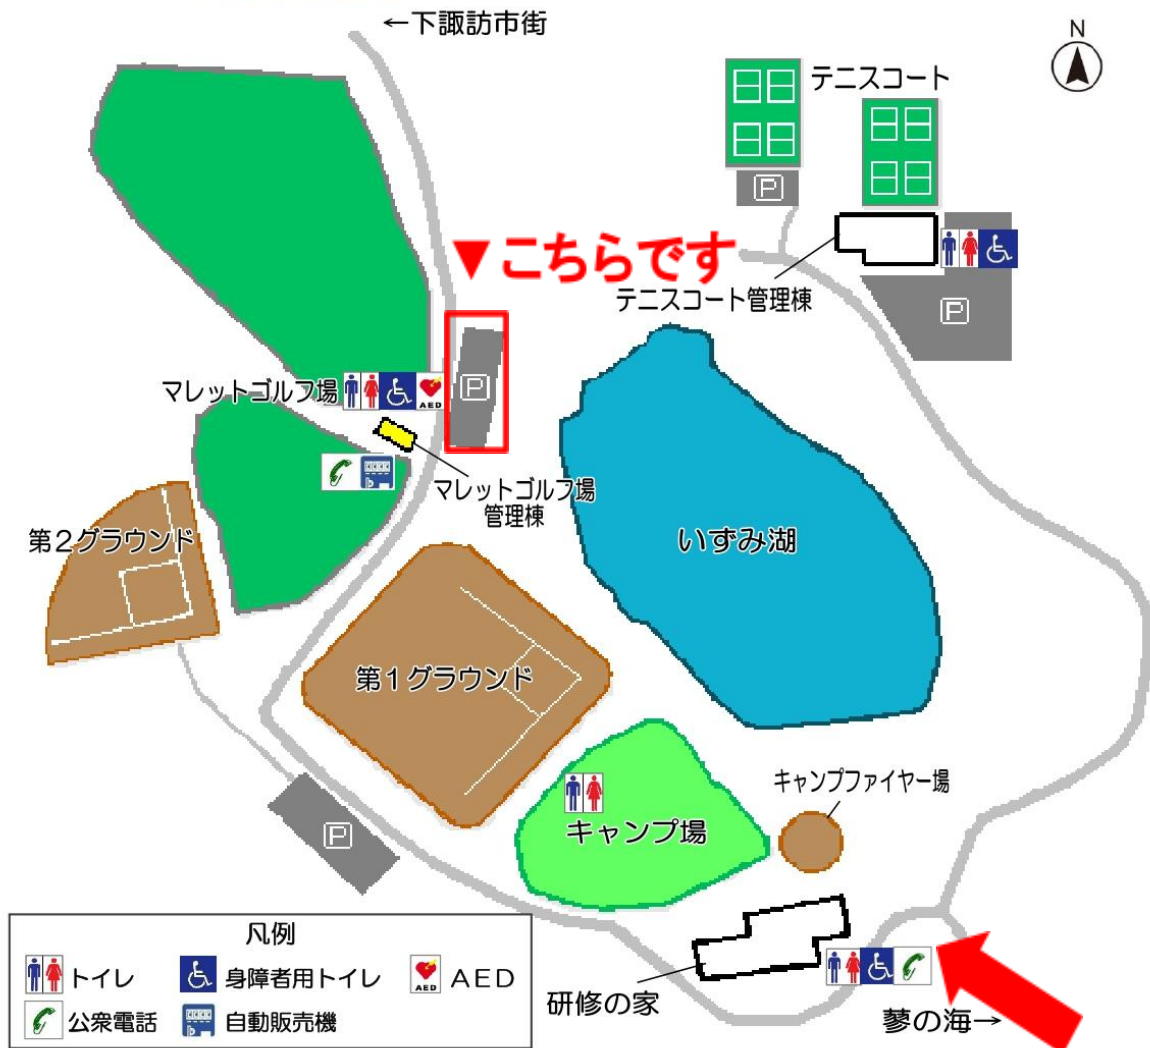 ←下諏訪市街
N
テニスコート
P
▼こちらです
テニスコート管理棟
P
マレットゴルフ場
AED
P
マレットゴルフ場
管理棟
第2グラウンド
いずみ湖
第1グラウンド
キャンプファイヤー場
キャンプ場
P
凡例
トイレ
身障者用トイレ
AED
AED
公衆電話
自動販売機
研修の家
蓼の海→